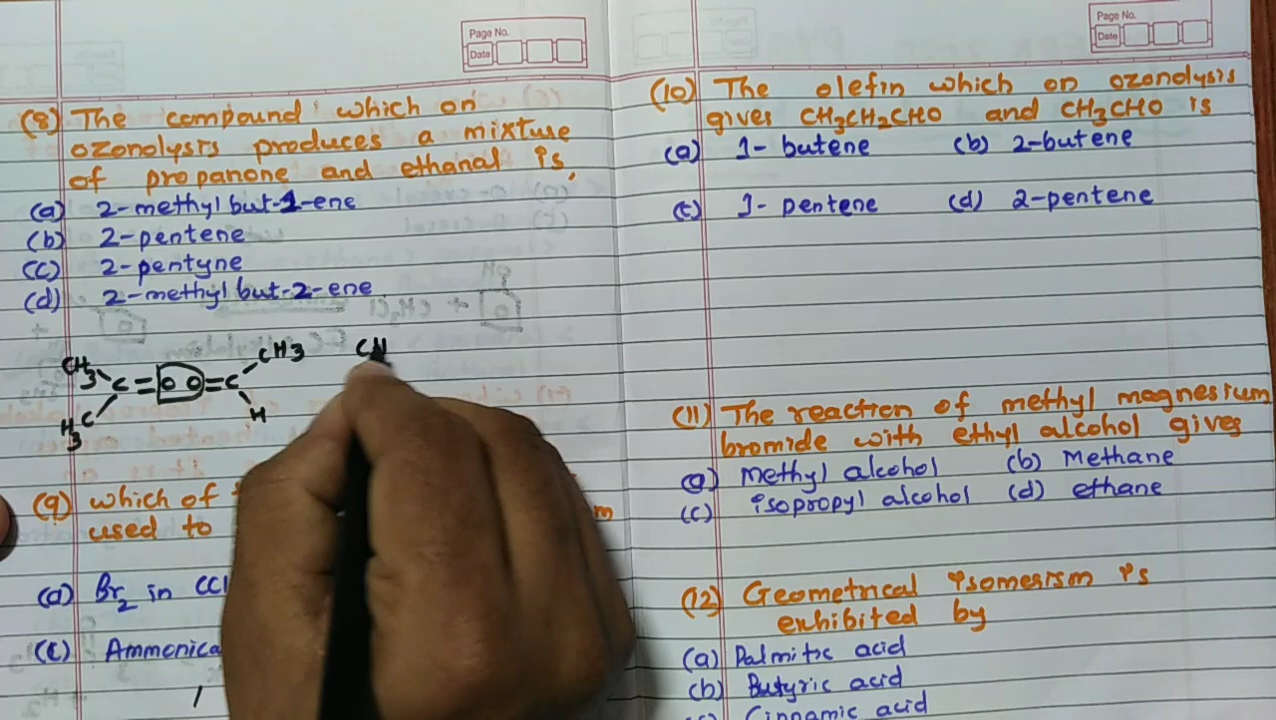 Page No.
Date
(8) The compound which on
ozonolysis produces a mixture
of propanone and ethanal is,
(a) 2-methyl but-1-ene
(b) 2-pentene
(c) 2-pentyne
(d) 2-methyl but-2-ene
CH3 CH3 CH
C=OO=C
H3C H
(9) which of
used to
(a) Br2 in CCl
(c) Ammonica
Page No.
Date
(10) The olefin which on ozonolysis
gives CH3CH2CHO and CH3CHO is
(a) 1-butene (b) 2-butene
(c) 1-pentene (d) 2-pentene
(11) The reaction of methyl magnesium
bromide with ethyl alcohol gives
(a) methyl alcohol (b) Methane
(c) isopropyl alcohol (d) ethane
(12) Geometrical isomerism is
exhibited by
(a) Palmitic acid
(b) Butyric acid
(c) Cinnamic acid